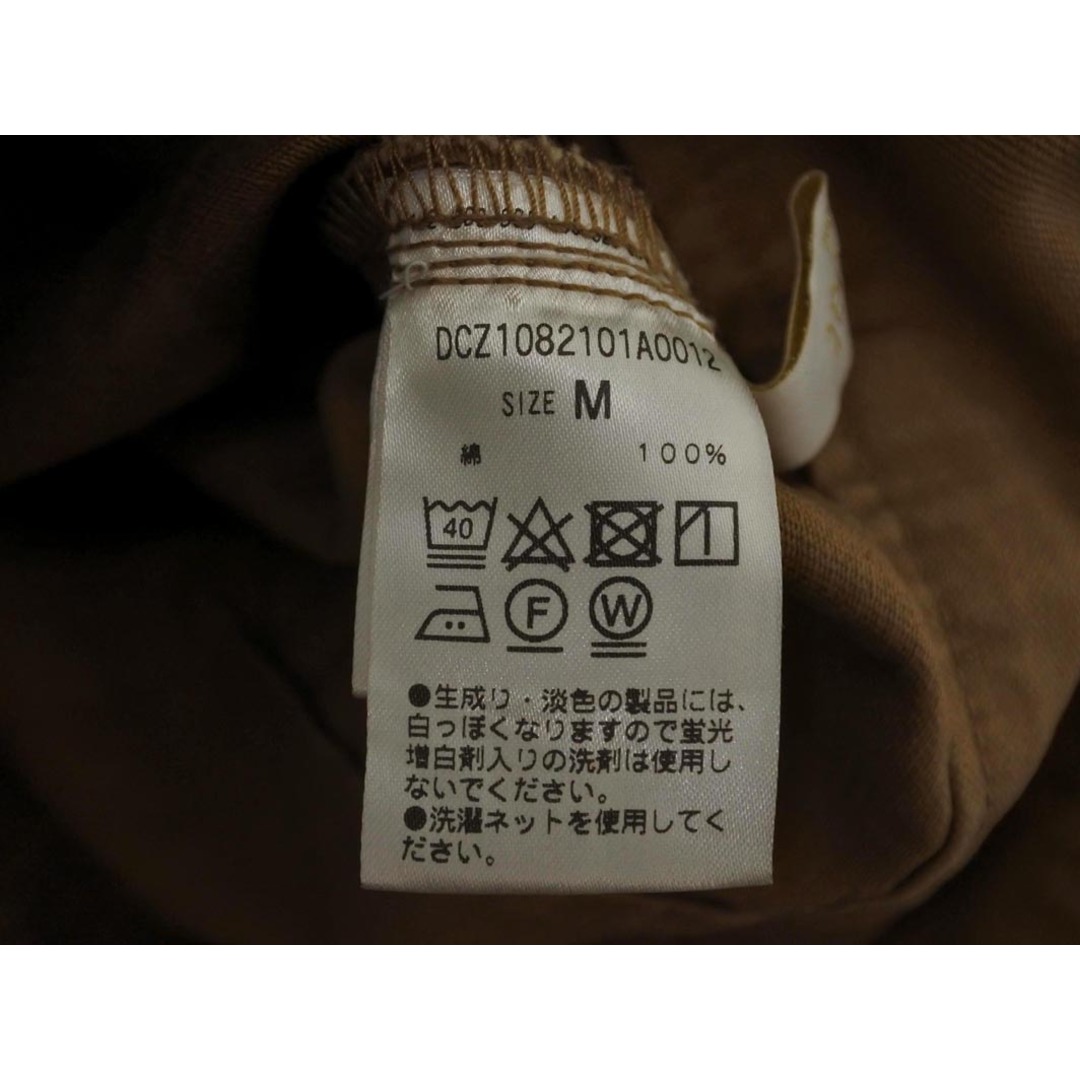 DCZ1082101A0012
SIZE M
綿 100%
40
F W
●生成り・淡色の製品には、
白っぽくなりますので蛍光
増白剤入りの洗剤は使用し
ないでください。
●洗濯ネットを使用してく
ださい。